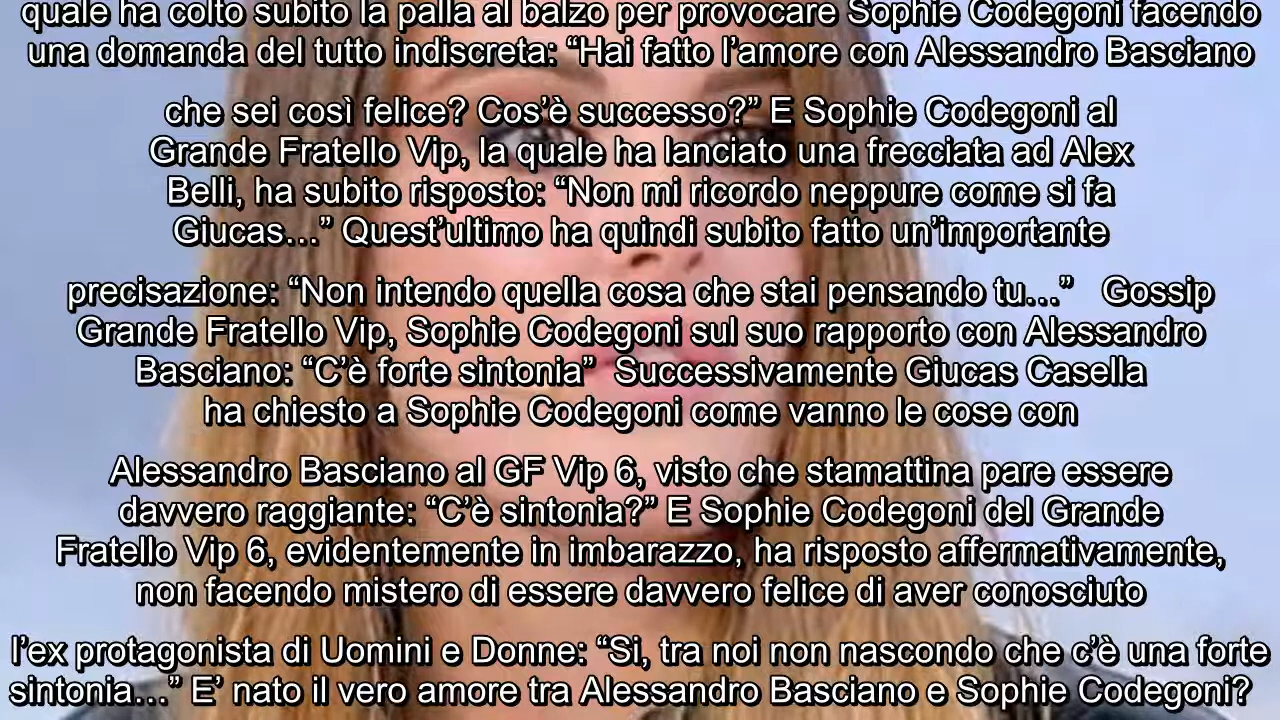 quale ha colto subito la palla al balzo per provocare Sophie Codegoni facendo
una domanda del tutto indiscreta: “Hai fatto l’amore con Alessandro Basciano
che sei così felice? Cos’è successo?” E Sophie Codegoni al
Grande Fratello Vip, la quale ha lanciato una frecciata ad Alex
Belli, ha subito risposto: “Non mi ricordo neppure come si fa
Giucas…” Quest’ultimo ha quindi subito fatto un’importante
precisazione: “Non intendo quella cosa che stai pensando tu…”   Gossip
Grande Fratello Vip, Sophie Codegoni sul suo rapporto con Alessandro
Basciano: “C’è forte sintonia”  Successivamente Giucas Casella
ha chiesto a Sophie Codegoni come vanno le cose con
Alessandro Basciano al GF Vip 6, visto che stamattina pare essere
davvero raggiante: “C’è sintonia?” E Sophie Codegoni del Grande
Fratello Vip 6, evidentemente in imbarazzo, ha risposto affermativamente,
non facendo mistero di essere davvero felice di aver conosciuto
l’ex protagonista di Uomini e Donne: “Si, tra noi non nascondo che c’è una forte
sintonia…” E’ nato il vero amore tra Alessandro Basciano e Sophie Codegoni?